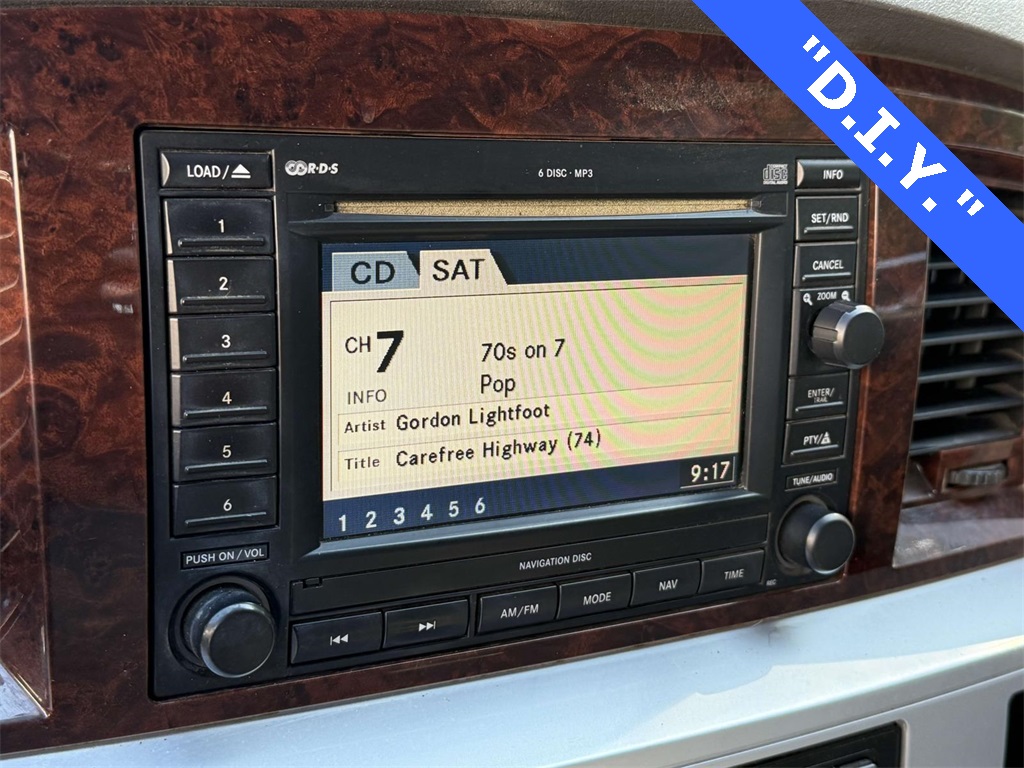 "D.I.Y."
LOAD/
R·D·S
6 DISC · MP3
INFO
1
SET/RND
2
CANCEL
3
ZOOM
4
ENTER/
TRAIL
5
PTY/
6
TUNE/AUDIO
CD SAT
CH 7
70s on 7
Pop
INFO
Artist Gordon Lightfoot
Title Carefree Highway (74)
9:17
1 2 3 4 5 6
PUSH ON / VOL
NAVIGATION DISC
AM/FM
MODE
NAV
TIME